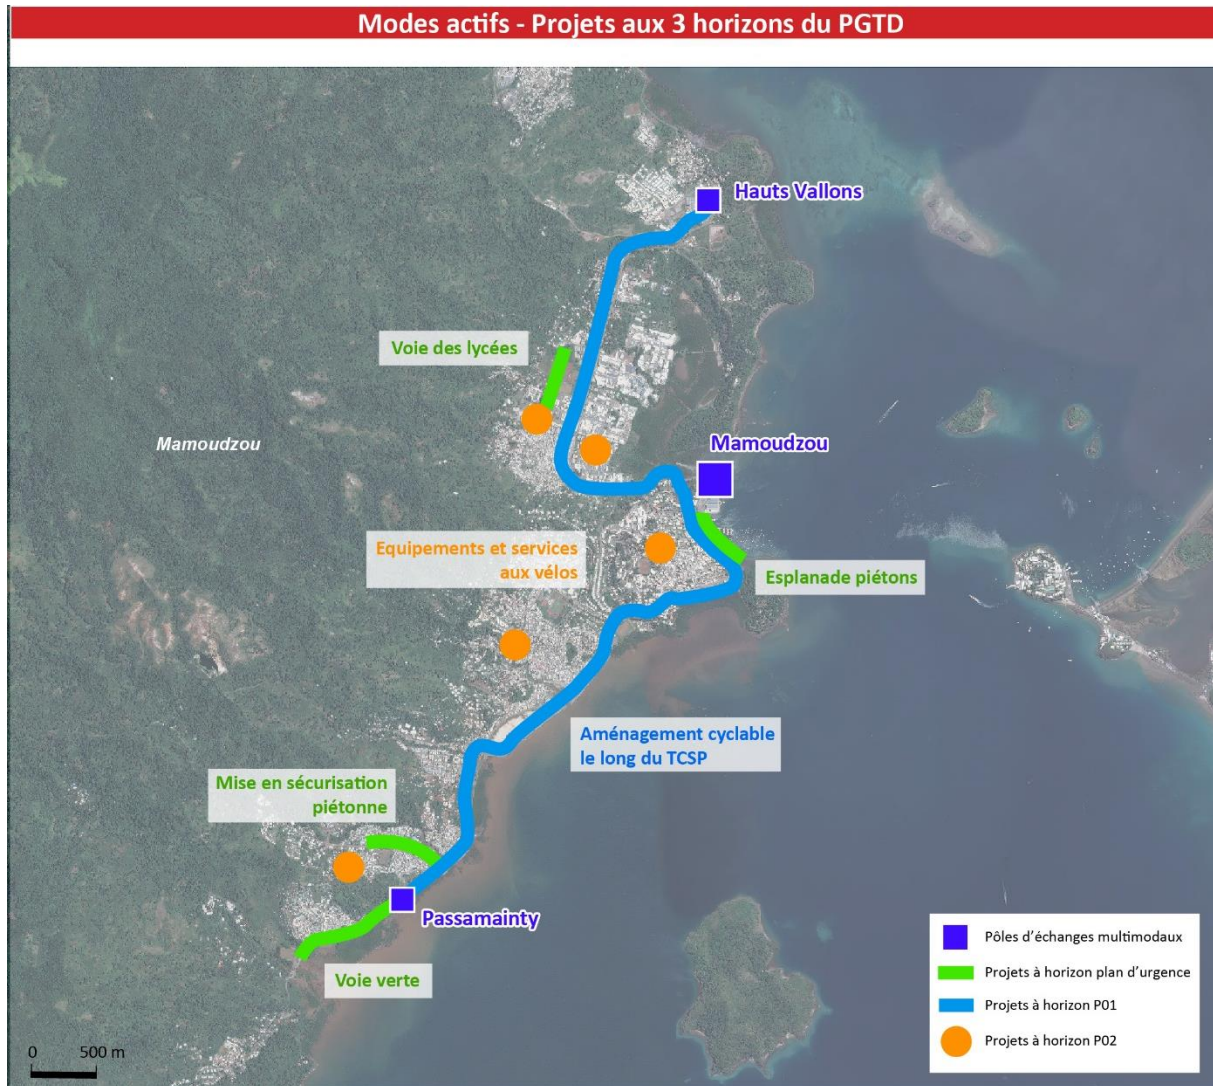 Modes actifs - Projets aux 3 horizons du PGTD
Hauts Vallons
Voie des lycées
Mamoudzou
Mamoudzou
Equipements et services
aux vélos
Esplanade piétons
Aménagement cyclable
le long du TCSP
Mise en sécurisation
piétonne
Passamainty
Voie verte
Pôles d'échanges multimodaux
Projets à horizon plan d'urgence
Projets à horizon P01
Projets à horizon P02
0 500 m